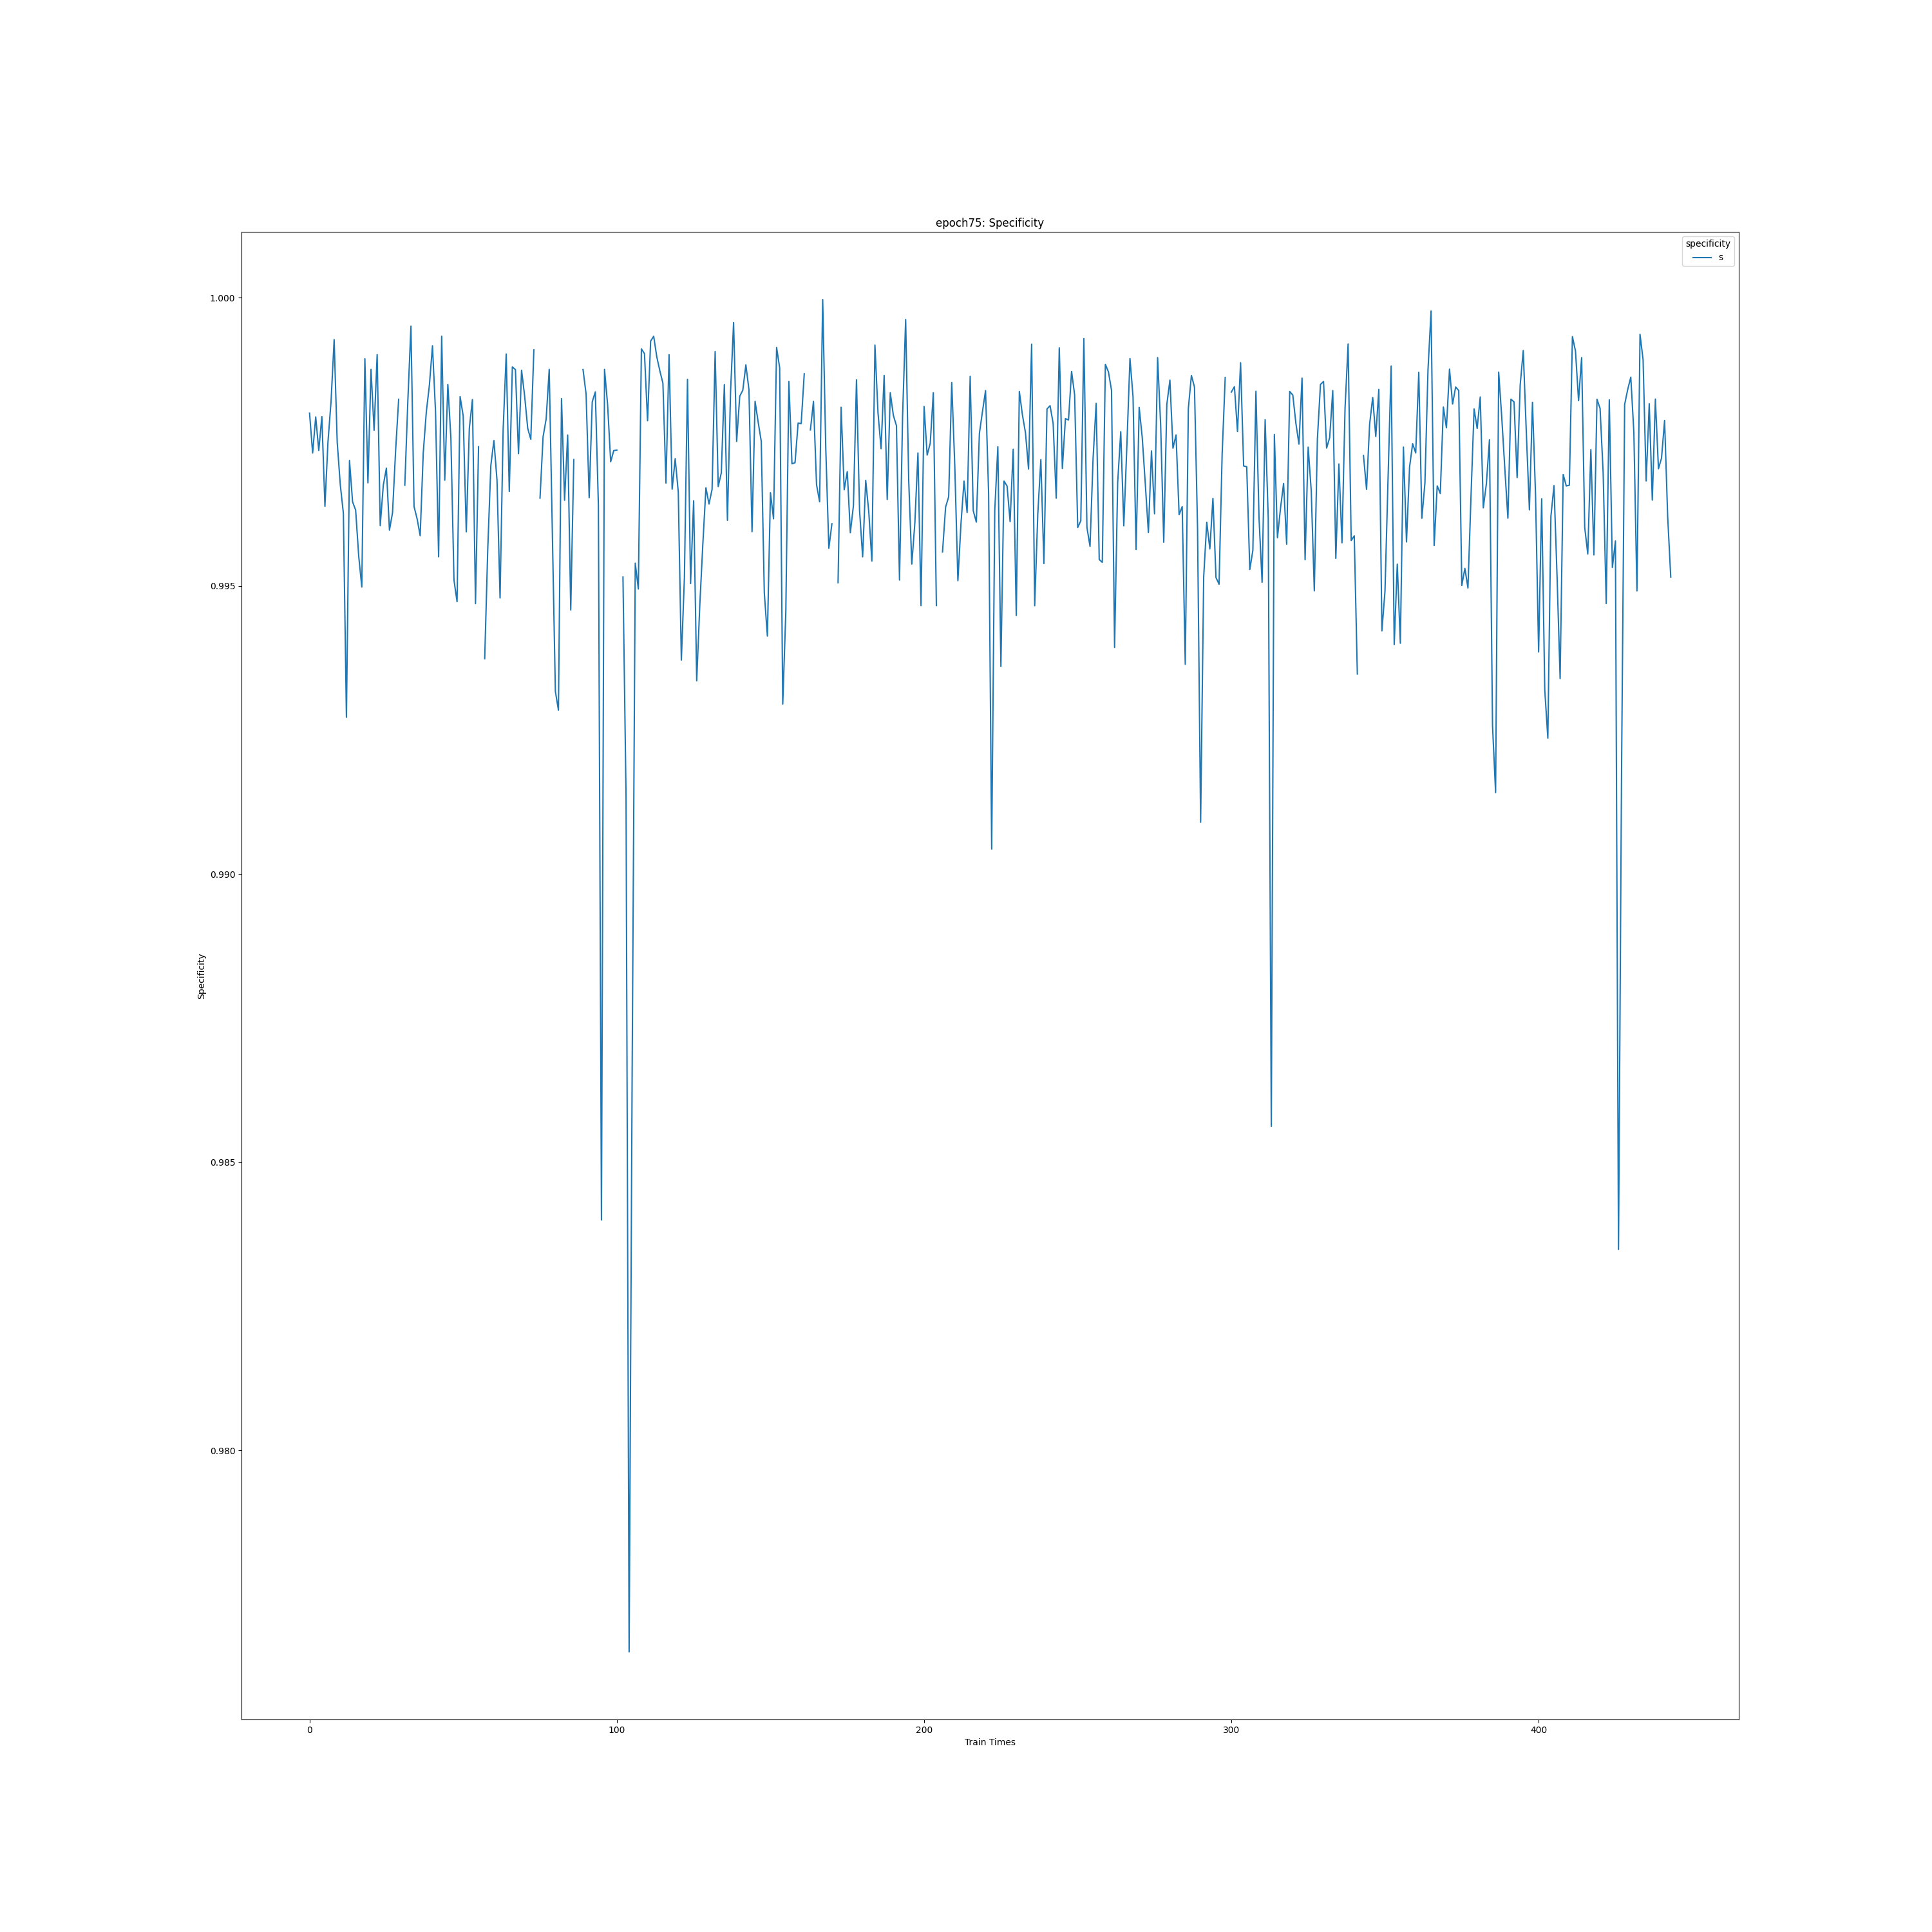 epoch75: Specificity
specificity
s
1.000
0.995
0.990
0.985
0.980
Specificity
0
100
200
300
400
Train Times